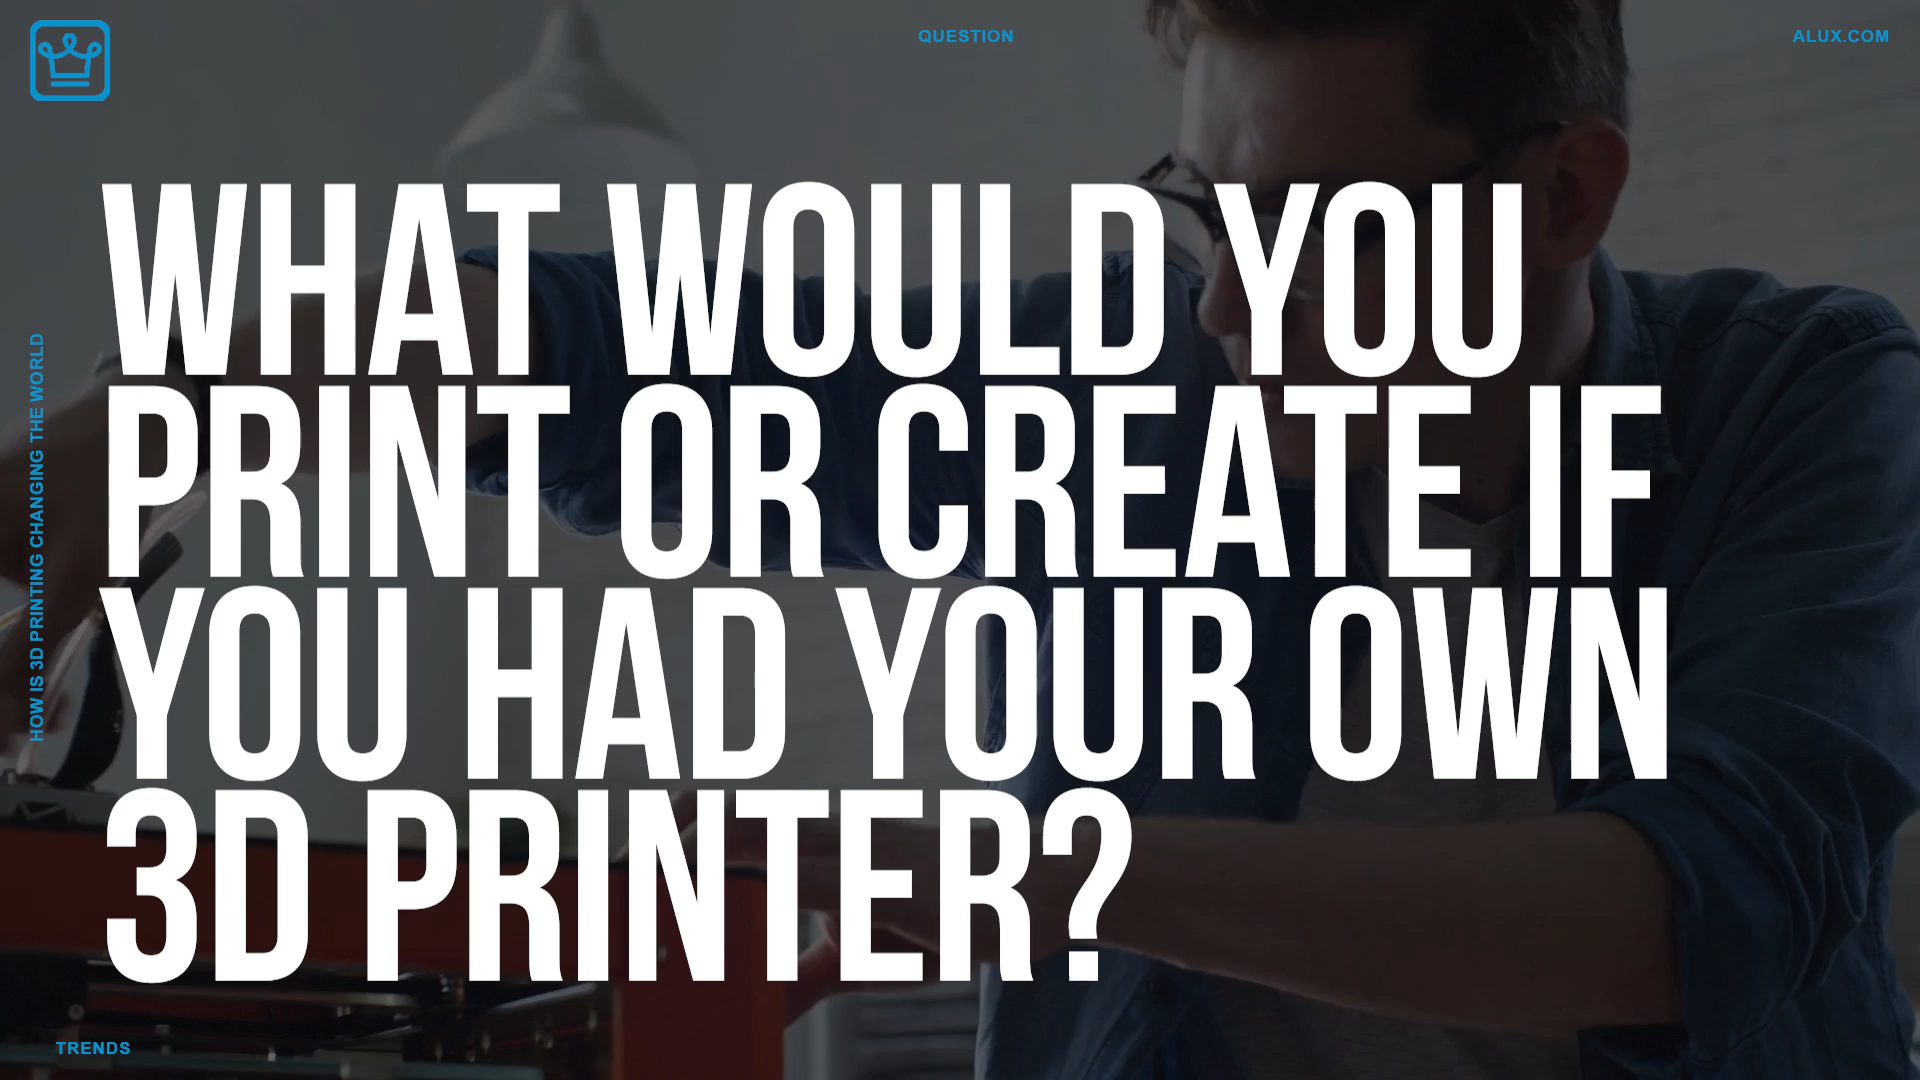 QUESTION
ALUX.COM
WHAT WOULD YOU
PRINT OR CREATE IF
YOU HAD YOUR OWN
3D PRINTER?
HOW IS 3D PRINTING CHANGING THE WORLD
TRENDS